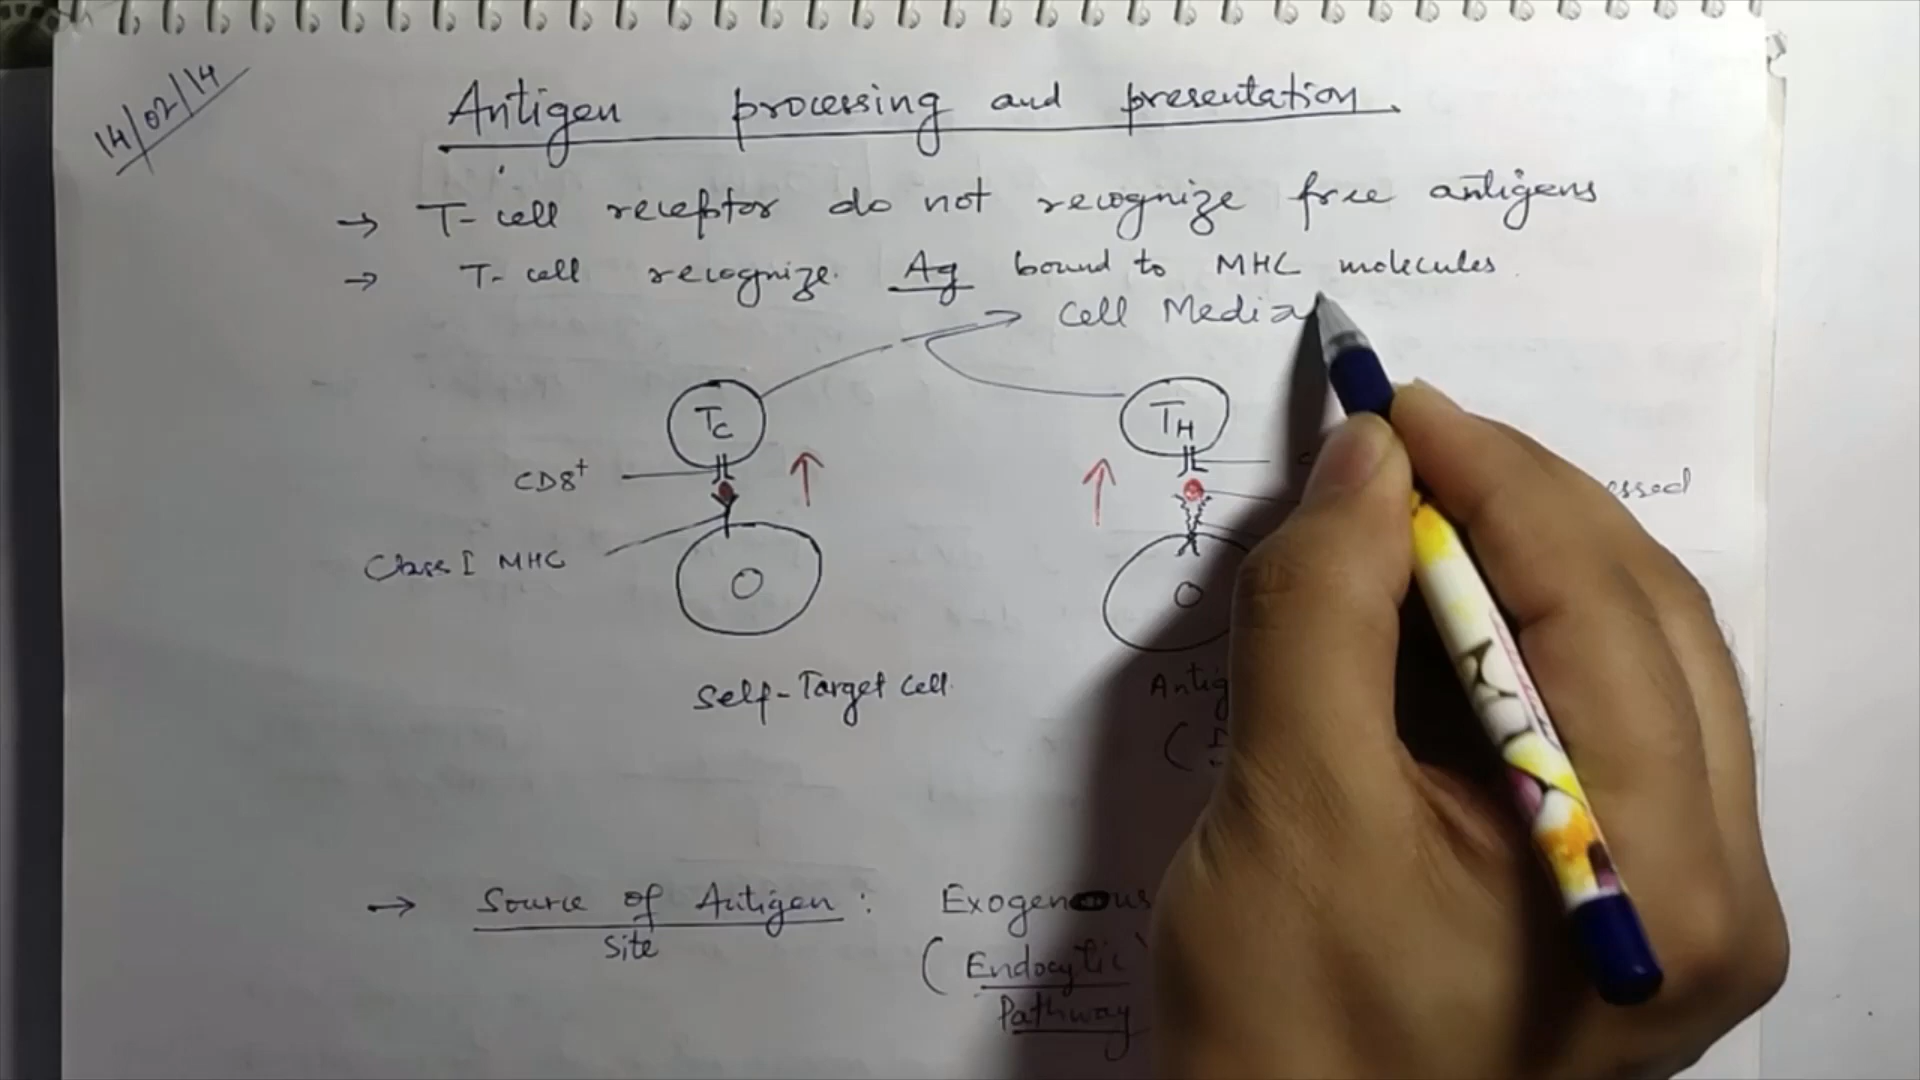 14/02/14
Antigen processing and presentation.
→ T-cell receptor do not recognize free antigens
→ T-cell recognize Ag bound to MHC molecules.
Cell Media
TC
TH
CD8+
essed
Class I MHC
Self-Target Cell
Antig
(
→ Source of Antigen: Exogenous
Site
(Endocytic
Pathway